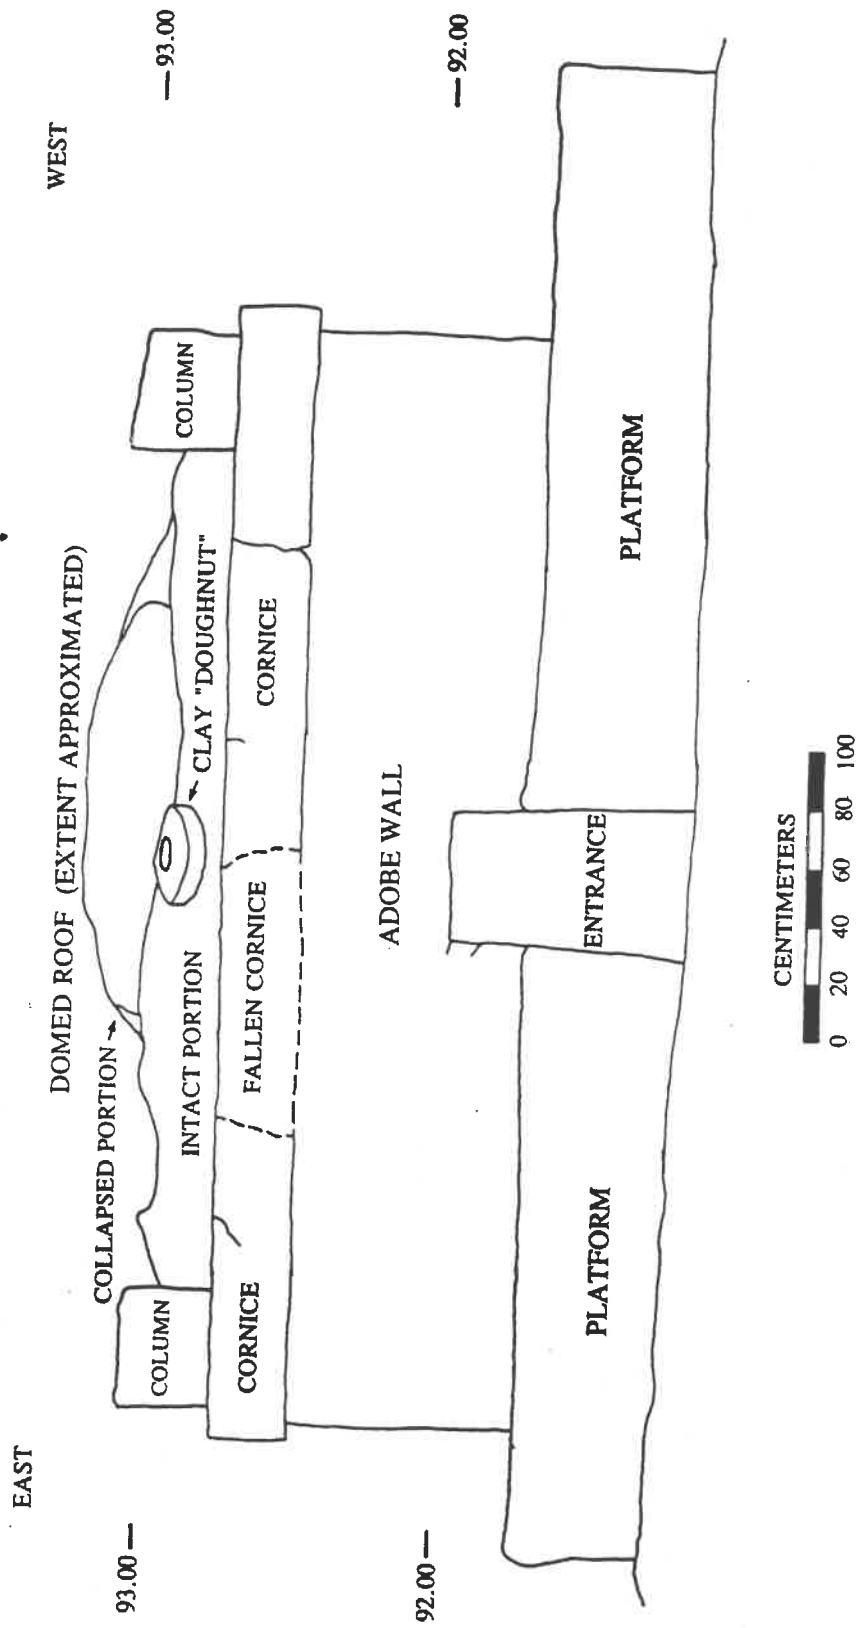 EAST
WEST
DOMED ROOF (EXTENT APPROXIMATED)
93.00
93.00
COLLAPSED PORTION
CLAY "DOUGHNUT"
COLUMN
INTACT PORTION
COLUMN
CORNICE
FALLEN CORNICE
CORNICE
92.00
ADOBE WALL
92.00
PLATFORM
ENTRANCE
PLATFORM
CENTIMETERS
0 20 40 60 80 100